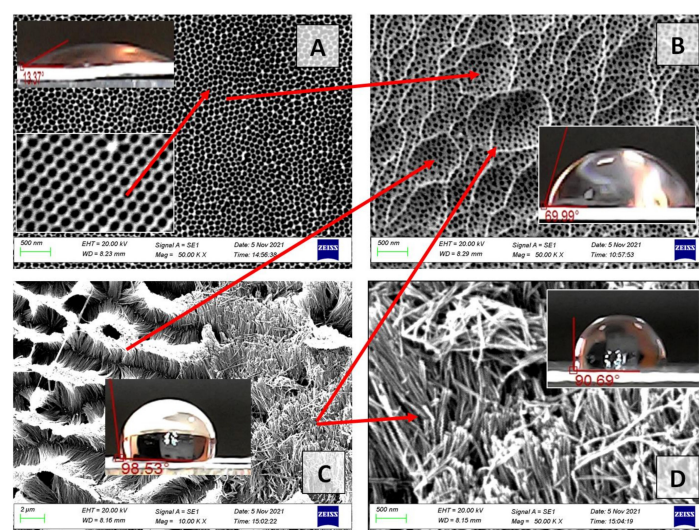 A
13.37°
500 nm
EHT = 20.00 kV
WD = 8.23 mm
Signal A = SE1
Mag = 50.00 K X
Date: 5 Nov 2021
Time: 14:56:38
ZEISS
B
69.99°
500 nm
EHT = 20.00 kV
WD = 8.29 mm
Signal A = SE1
Mag = 50.00 K X
Date: 5 Nov 2021
Time: 10:57:53
ZEISS
98.53°
C
2 µm
EHT = 20.00 kV
WD = 8.16 mm
Signal A = SE1
Mag = 10.00 K X
Date: 5 Nov 2021
Time: 15:02:22
ZEISS
90.69°
D
500 nm
EHT = 20.00 kV
WD = 8.15 mm
Signal A = SE1
Mag = 50.00 K X
Date: 5 Nov 2021
Time: 15:04:19
ZEISS